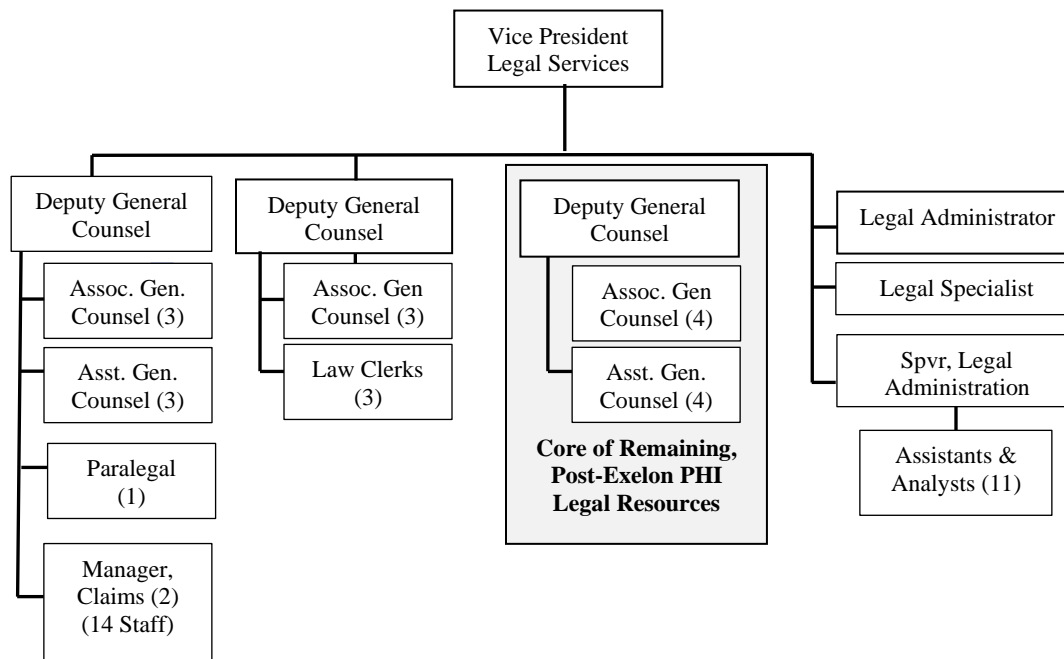 Vice President
Legal Services
Deputy General
Counsel
Assoc. Gen.
Counsel (3)
Asst. Gen.
Counsel (3)
Paralegal
(1)
Manager,
Claims (2)
(14 Staff)
Deputy General
Counsel
Assoc. Gen
Counsel (3)
Law Clerks
(3)
Deputy General
Counsel
Assoc. Gen
Counsel (4)
Asst. Gen.
Counsel (4)
Core of Remaining,
Post-Exelon PHI
Legal Resources
Legal Administrator
Legal Specialist
Spvr, Legal
Administration
Assistants &
Analysts (11)